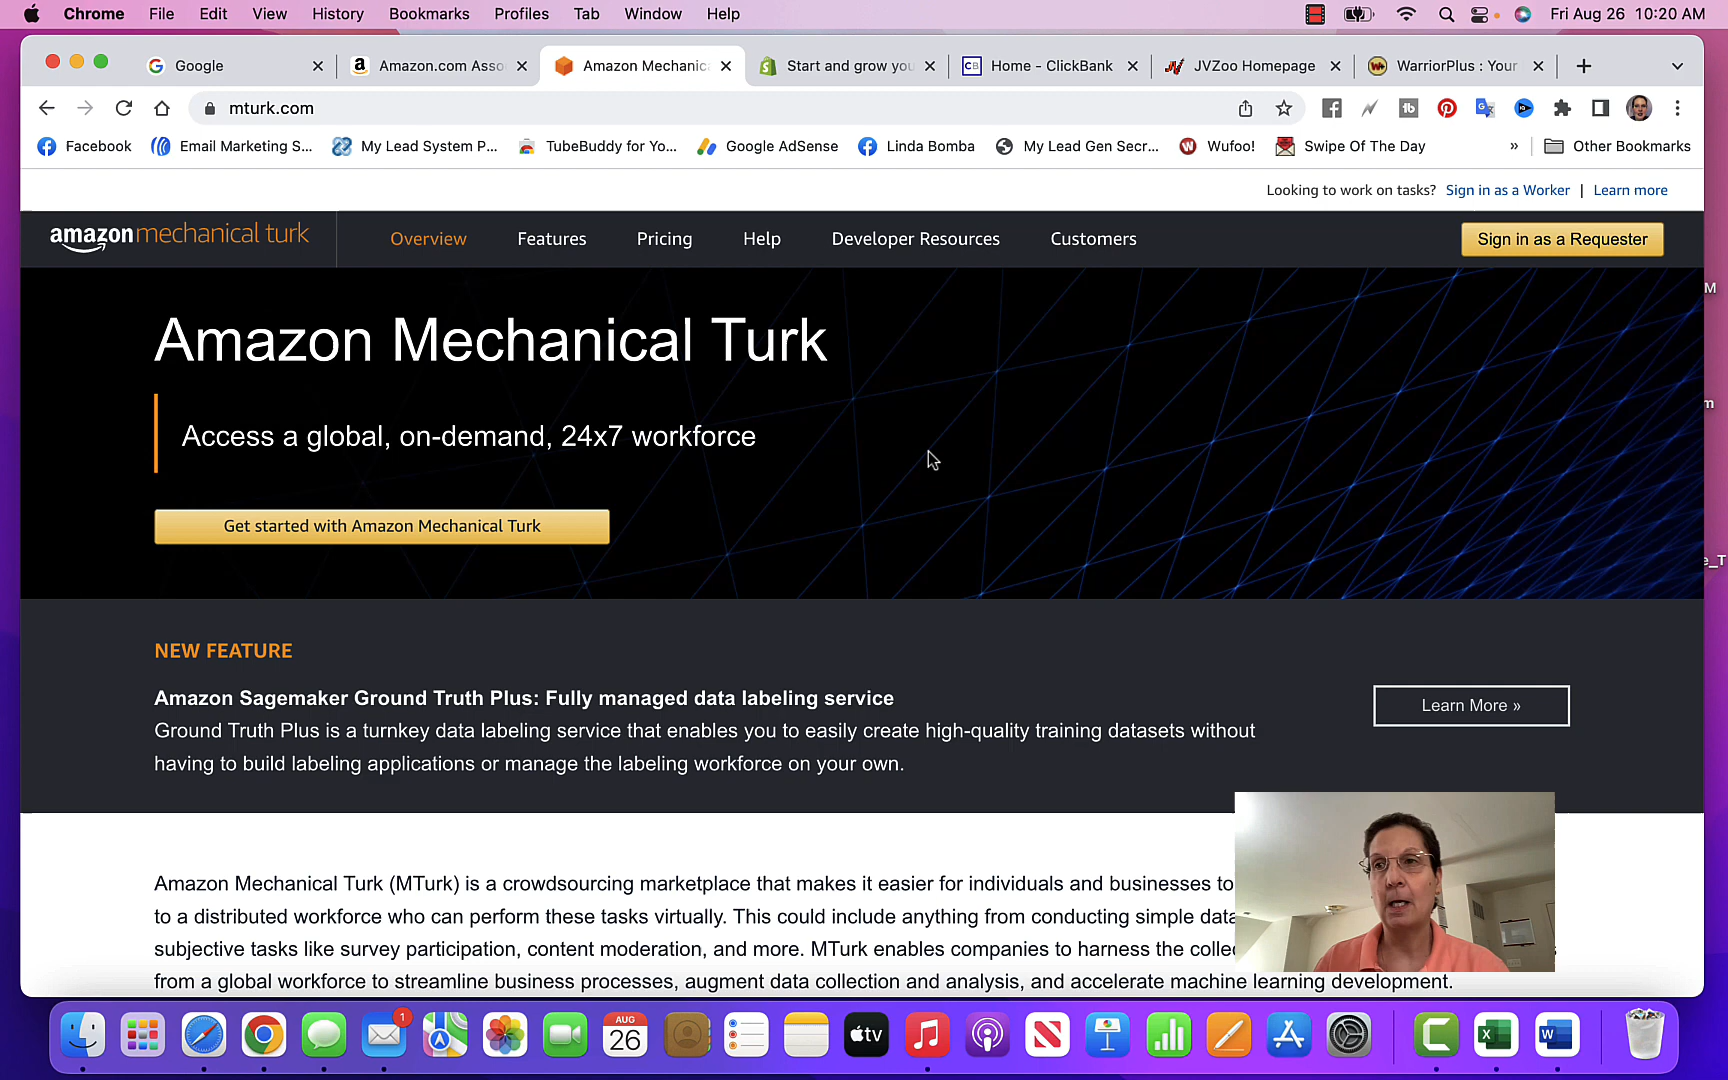 Chrome File Edit View History Bookmarks Profiles Tab Window Help Fri Aug 26 10:20 AM
Google Amazon.com Asso Amazon Mechanic Start and grow you Home - ClickBank JVZoo Homepage WarriorPlus : Your
mturk.com
Facebook Email Marketing S... My Lead System P... TubeBuddy for Yo... Google AdSense Linda Bomba My Lead Gen Secr... Wufoo! Swipe Of The Day » Other Bookmarks
Looking to work on tasks? Sign in as a Worker | Learn more
amazon mechanical turk Overview Features Pricing Help Developer Resources Customers Sign in as a Requester
Amazon Mechanical Turk
Access a global, on-demand, 24x7 workforce
Get started with Amazon Mechanical Turk
NEW FEATURE
Amazon Sagemaker Ground Truth Plus: Fully managed data labeling service
Ground Truth Plus is a turnkey data labeling service that enables you to easily create high-quality training datasets without
having to build labeling applications or manage the labeling workforce on your own.
Learn More »
Amazon Mechanical Turk (MTurk) is a crowdsourcing marketplace that makes it easier for individuals and businesses to
to a distributed workforce who can perform these tasks virtually. This could include anything from conducting simple data
subjective tasks like survey participation, content moderation, and more. MTurk enables companies to harness the colle
from a global workforce to streamline business processes, augment data collection and analysis, and accelerate machine learning development.
1
AUG
26
tv